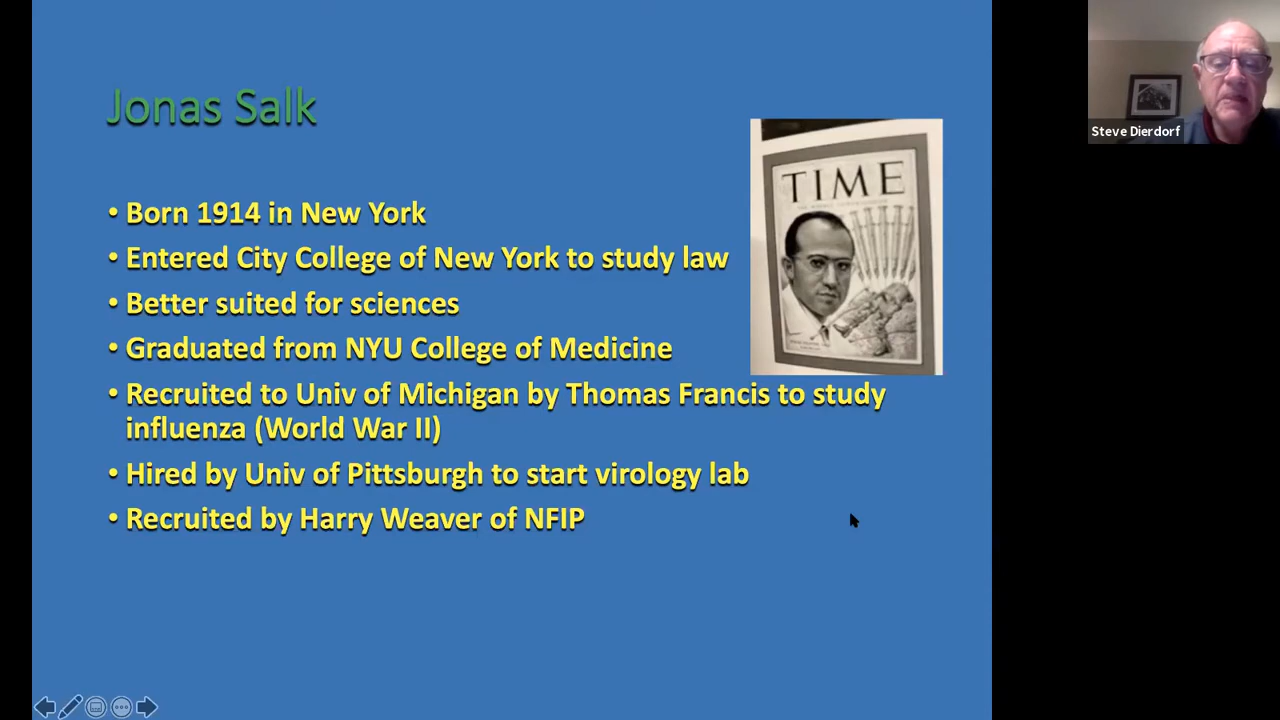 Jonas Salk
• Born 1914 in New York
• Entered City College of New York to study law
• Better suited for sciences
• Graduated from NYU College of Medicine
• Recruited to Univ of Michigan by Thomas Francis to study
influenza (World War II)
• Hired by Univ of Pittsburgh to start virology lab
• Recruited by Harry Weaver of NFIP
TIME
Steve Dierdorf